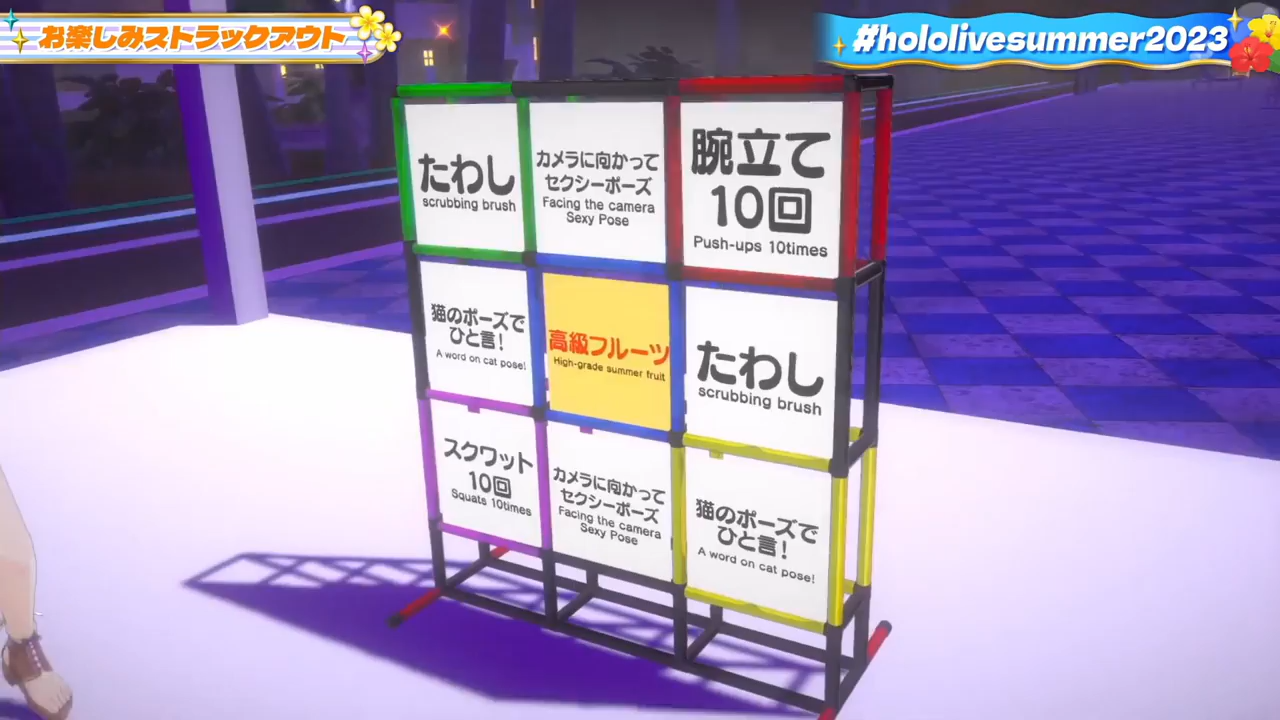 お楽しみストラックアウト
#hololivesummer2023
たわし
scrubbing brush
カメラに向かって
セクシーポーズ
Facing the camera
Sexy Pose
腕立て
10回
Push-ups 10times
猫のポーズで
ひと言!
A word on cat pose!
高級フルーツ
High-grade summer fruit
たわし
scrubbing brush
スクワット
10回
Squats 10times
カメラに向かって
セクシーポーズ
Facing the camera
Sexy Pose
猫のポーズで
ひと言!
A word on cat pose!